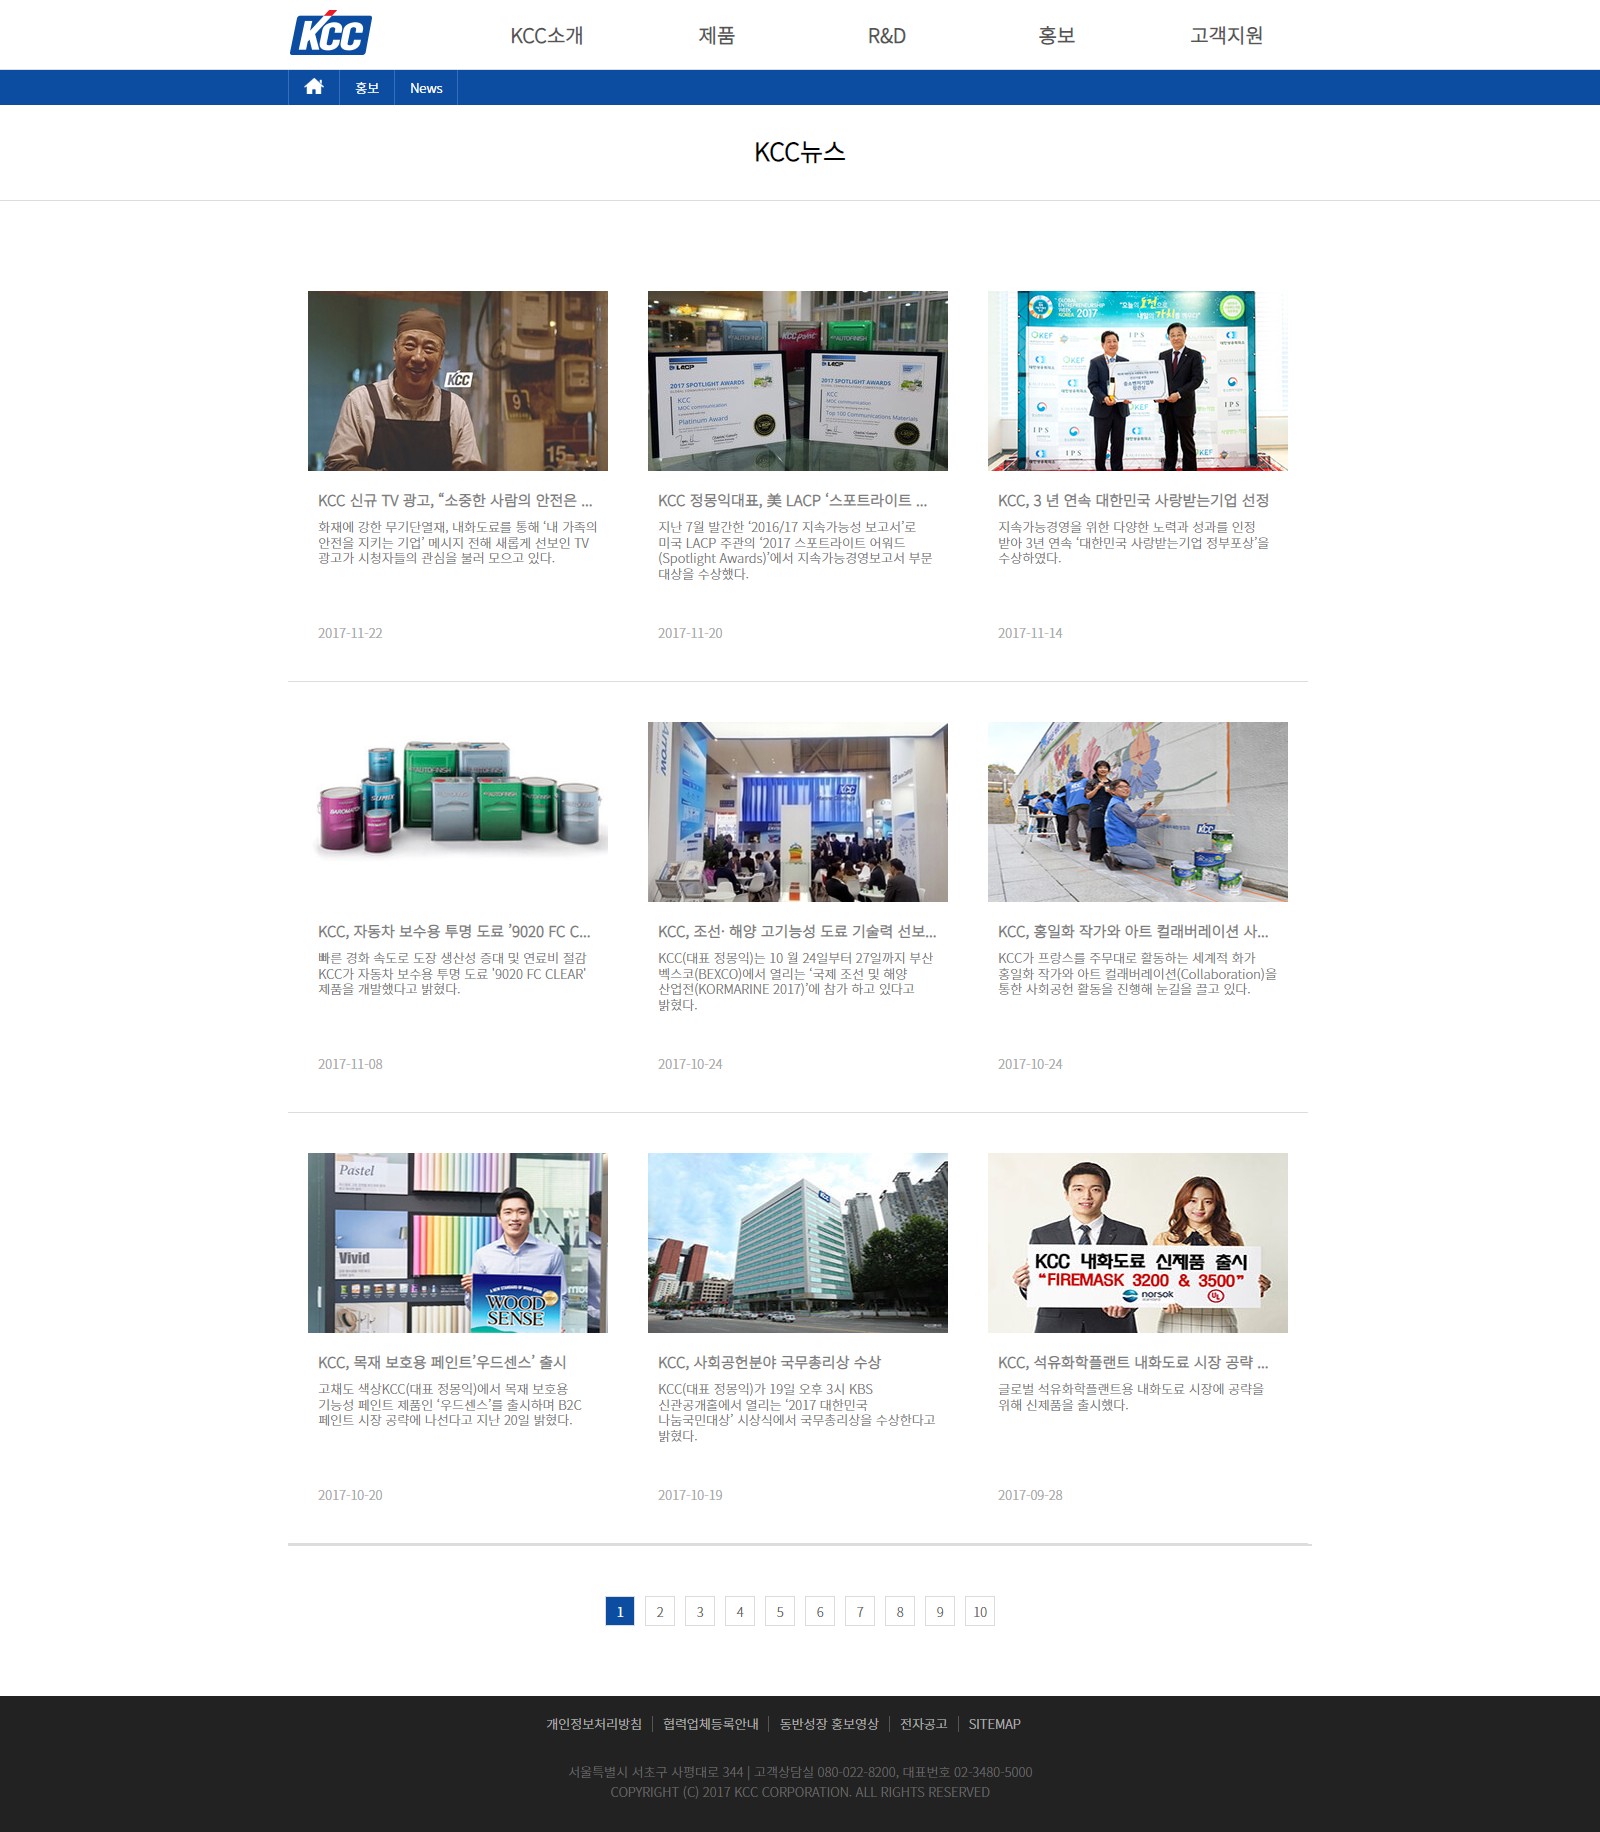 KCC
KCC소개
제품
R&D
홍보
고객지원
홍보
News
KCC뉴스
KCC
LACP
2017 SPOTLIGHT AWARDS
KCC
MOC communication
Platinum Award
LACP
2017 SPOTLIGHT AWARDS
KCC
MOC communication
Top 100 Communications Materials
KCC 신규 TV 광고, “소중한 사람의 안전은 ...
화재에 강한 무기단열재, 내화도료를 통해 ‘내 가족의
안전을 지키는 기업’ 메시지 전해 새롭게 선보인 TV
광고가 시청자들의 관심을 불러 모으고 있다.
2017-11-22
KCC 정몽익대표, 美 LACP ‘스포트라이트 ...
지난 7월 발간한 ‘2016/17 지속가능성 보고서’로
미국 LACP 주관의 ‘2017 스포트라이트 어워드
(Spotlight Awards)’에서 지속가능경영보고서 부문
대상을 수상했다.
2017-11-20
KCC, 3 년 연속 대한민국 사랑받는기업 선정
지속가능경영을 위한 다양한 노력과 성과를 인정
받아 3년 연속 ‘대한민국 사랑받는기업 정부포상’을
수상하였다.
2017-11-14
KCC, 자동차 보수용 투명 도료 ’9020 FC C...
빠른 경화 속도로 도장 생산성 증대 및 연료비 절감
KCC가 자동차 보수용 투명 도료 ’9020 FC CLEAR’
제품을 개발했다고 밝혔다.
2017-11-08
KCC, 조선· 해양 고기능성 도료 기술력 선보...
KCC(대표 정몽익)는 10 월 24일부터 27일까지 부산
벡스코(BEXCO)에서 열리는 ‘국제 조선 및 해양
산업전(KORMARINE 2017)’에 참가 하고 있다고
밝혔다.
2017-10-24
KCC, 홍일화 작가와 아트 컬래버레이션 사...
KCC가 프랑스를 주무대로 활동하는 세계적 화가
홍일화 작가와 아트 컬래버레이션(Collaboration)을
통한 사회공헌 활동을 진행해 눈길을 끌고 있다.
2017-10-24
Pastel
Vivid
WOOD
SENSE
KCC
KCC 내화도료 신제품 출시
“FIREMASK 3200 & 3500”
norsok
UL
KCC, 목재 보호용 페인트’우드센스’ 출시
고채도 색상KCC(대표 정몽익)에서 목재 보호용
기능성 페인트 제품인 ‘우드센스’를 출시하며 B2C
페인트 시장 공략에 나선다고 지난 20일 밝혔다.
2017-10-20
KCC, 사회공헌분야 국무총리상 수상
KCC(대표 정몽익)가 19일 오후 3시 KBS
신관공개홀에서 열리는 ‘2017 대한민국
나눔국민대상’ 시상식에서 국무총리상을 수상한다고
밝혔다.
2017-10-19
KCC, 석유화학플랜트 내화도료 시장 공략 ...
글로벌 석유화학플랜트용 내화도료 시장에 공략을
위해 신제품을 출시했다.
2017-09-28
1 2 3 4 5 6 7 8 9 10
개인정보처리방침 협력업체등록안내 동반성장 홍보영상 전자공고 SITEMAP
서울특별시 서초구 사평대로 344 | 고객상담실 080-022-8200, 대표번호 02-3480-5000
COPYRIGHT (C) 2017 KCC CORPORATION. ALL RIGHTS RESERVED